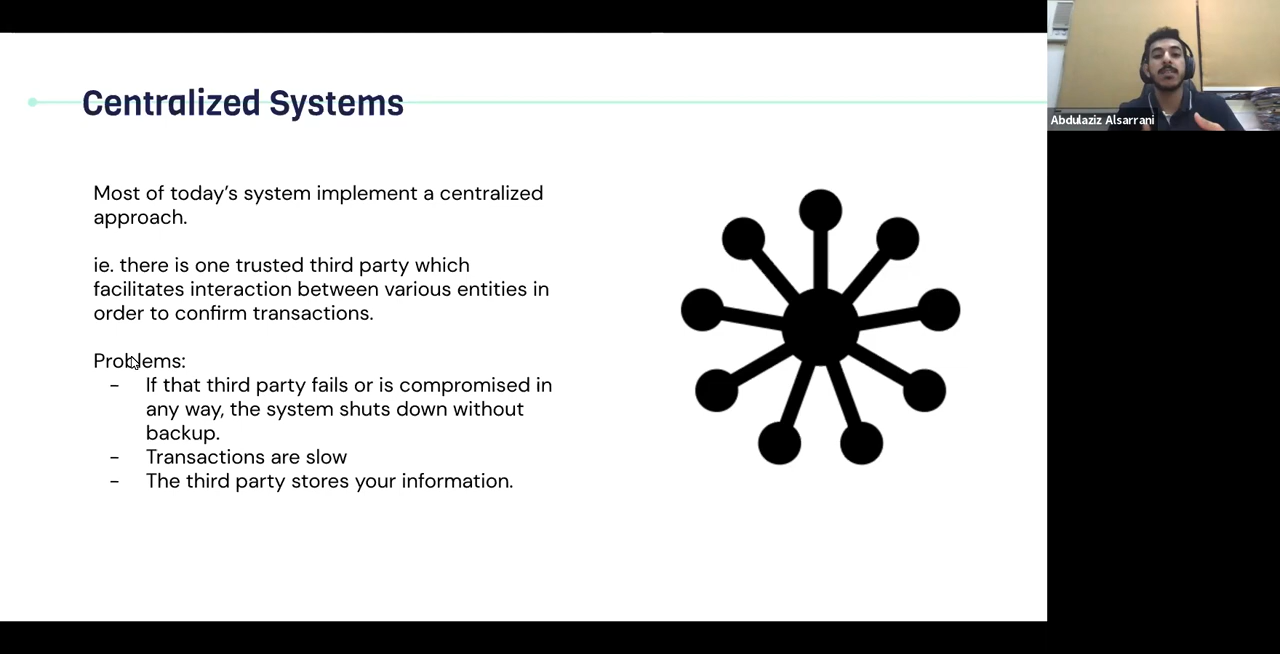 Centralized Systems
Most of today's system implement a centralized
approach.
ie. there is one trusted third party which
facilitates interaction between various entities in
order to confirm transactions.
Problems:
- If that third party fails or is compromised in
any way, the system shuts down without
backup.
- Transactions are slow
- The third party stores your information.
Abdulaziz Alsarrani